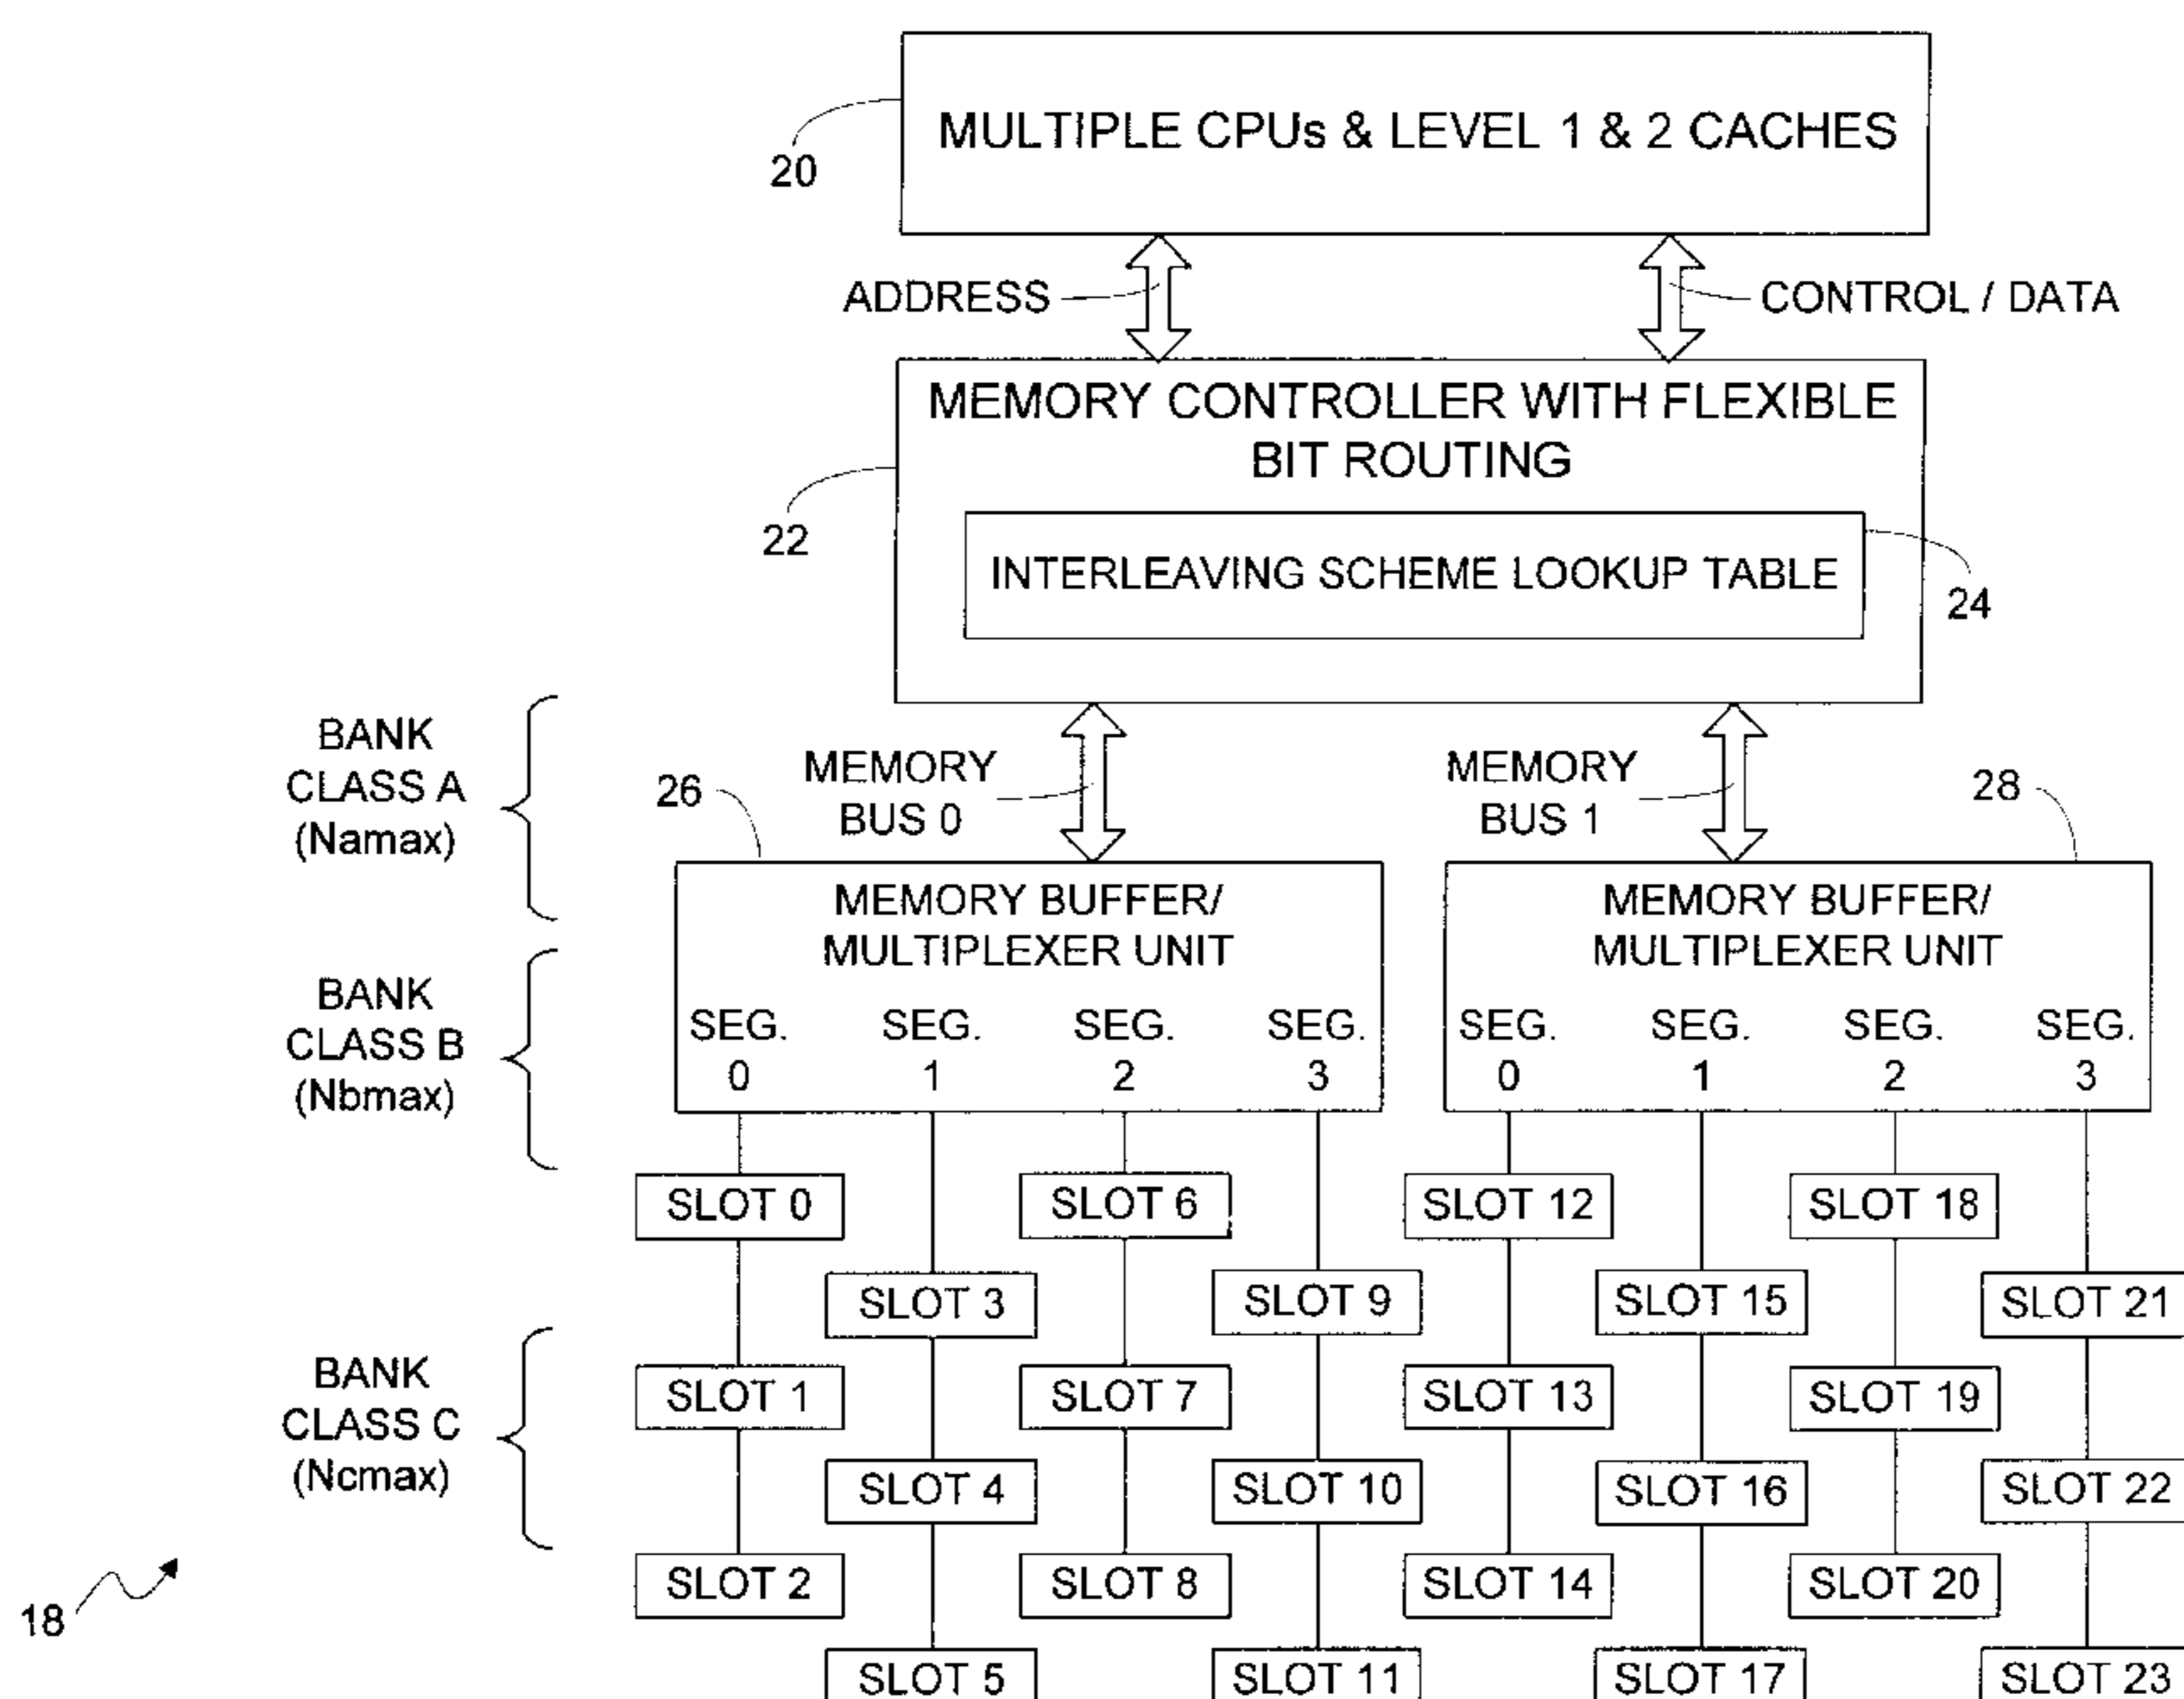 MULTIPLE CPUs & LEVEL 1 & 2 CACHES
20
ADDRESS
CONTROL / DATA
MEMORY CONTROLLER WITH FLEXIBLE
BIT ROUTING
22
INTERLEAVING SCHEME LOOKUP TABLE
24
BANK
CLASS A
(Namax)
MEMORY
BUS 0
MEMORY
BUS 1
26
28
MEMORY BUFFER/
MULTIPLEXER UNIT
MEMORY BUFFER/
MULTIPLEXER UNIT
BANK
CLASS B
(Nbmax)
SEG. SEG. SEG. SEG.
0 1 2 3
SEG. SEG. SEG. SEG.
0 1 2 3
SLOT 0 SLOT 6 SLOT 12 SLOT 18
SLOT 3 SLOT 9 SLOT 15 SLOT 21
BANK
CLASS C
(Ncmax)
SLOT 1 SLOT 7 SLOT 13 SLOT 19
SLOT 4 SLOT 10 SLOT 16 SLOT 22
SLOT 2 SLOT 8 SLOT 14 SLOT 20
18
SLOT 5 SLOT 11 SLOT 17 SLOT 23